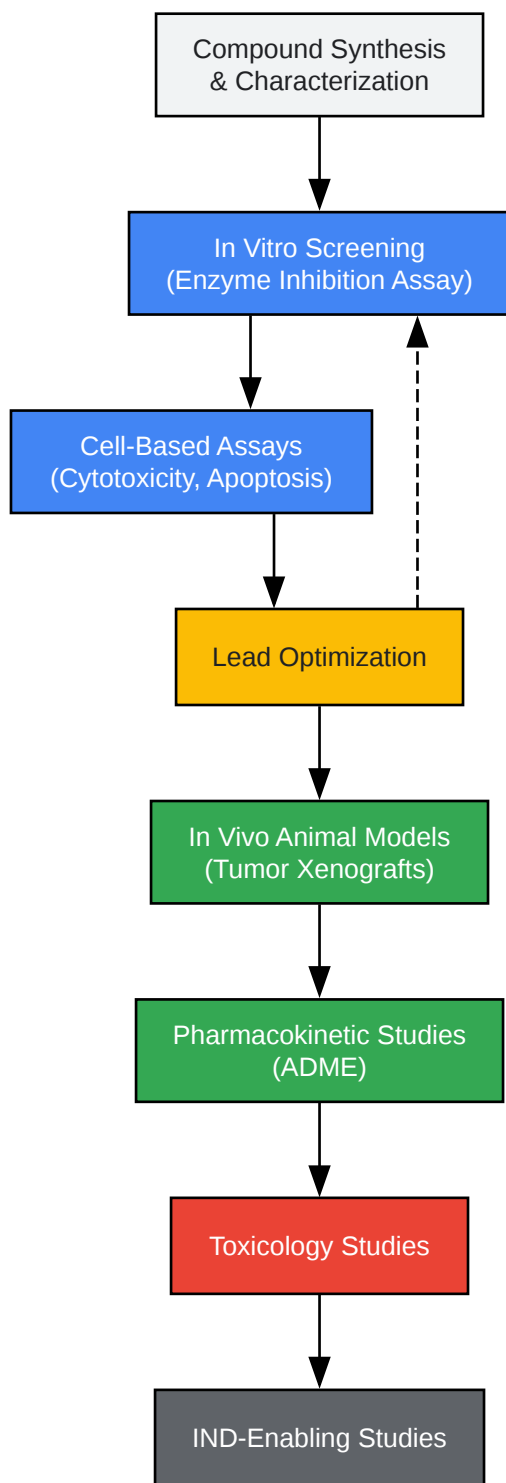 Compound Synthesis
& Characterization
In Vitro Screening
(Enzyme Inhibition Assay)
Cell-Based Assays
(Cytotoxicity, Apoptosis)
Lead Optimization
In Vivo Animal Models
(Tumor Xenografts)
Pharmacokinetic Studies
(ADME)
Toxicology Studies
IND-Enabling Studies